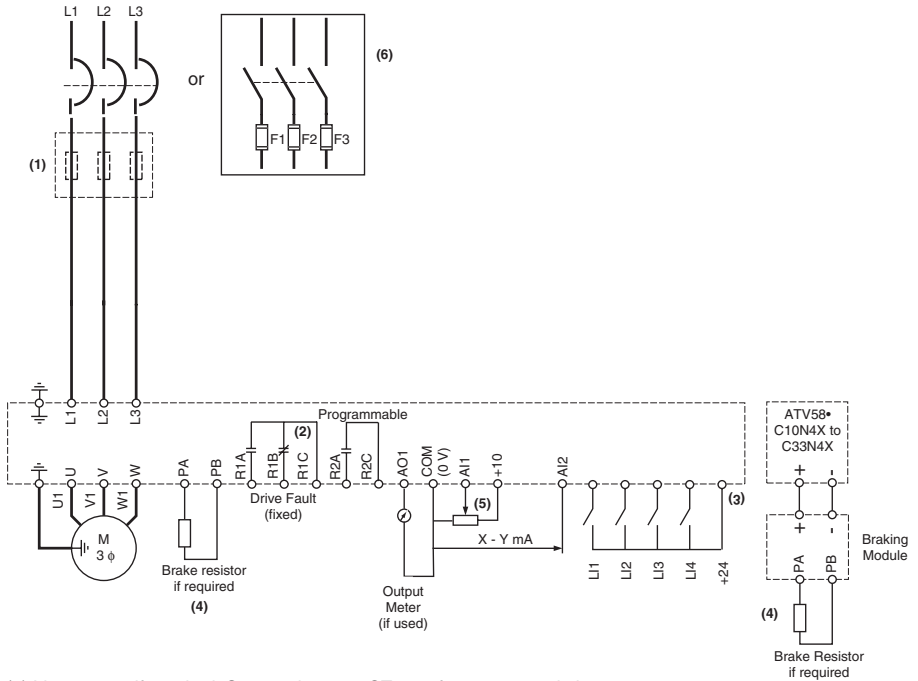 L1 L2 L3
or
(6)
F1 F2 F3
(1)
L1 L2 L3
Programmable
(2)
ATV58•
C10N4X to
C33N4X
+ -
U V W PA PB R1A R1B R1C R2A R2C AO1 COM (0 V) AI1 +10 AI2
(3)
U1 V1 W1
Drive Fault
(fixed)
(5)
X - Y mA
M
3 ϕ
+ -
Braking
Module
PA PB
LI1 LI2 LI3 LI4 +24
Brake resistor
if required
(4)
Output
Meter
(if used)
(4)
Brake Resistor
if required